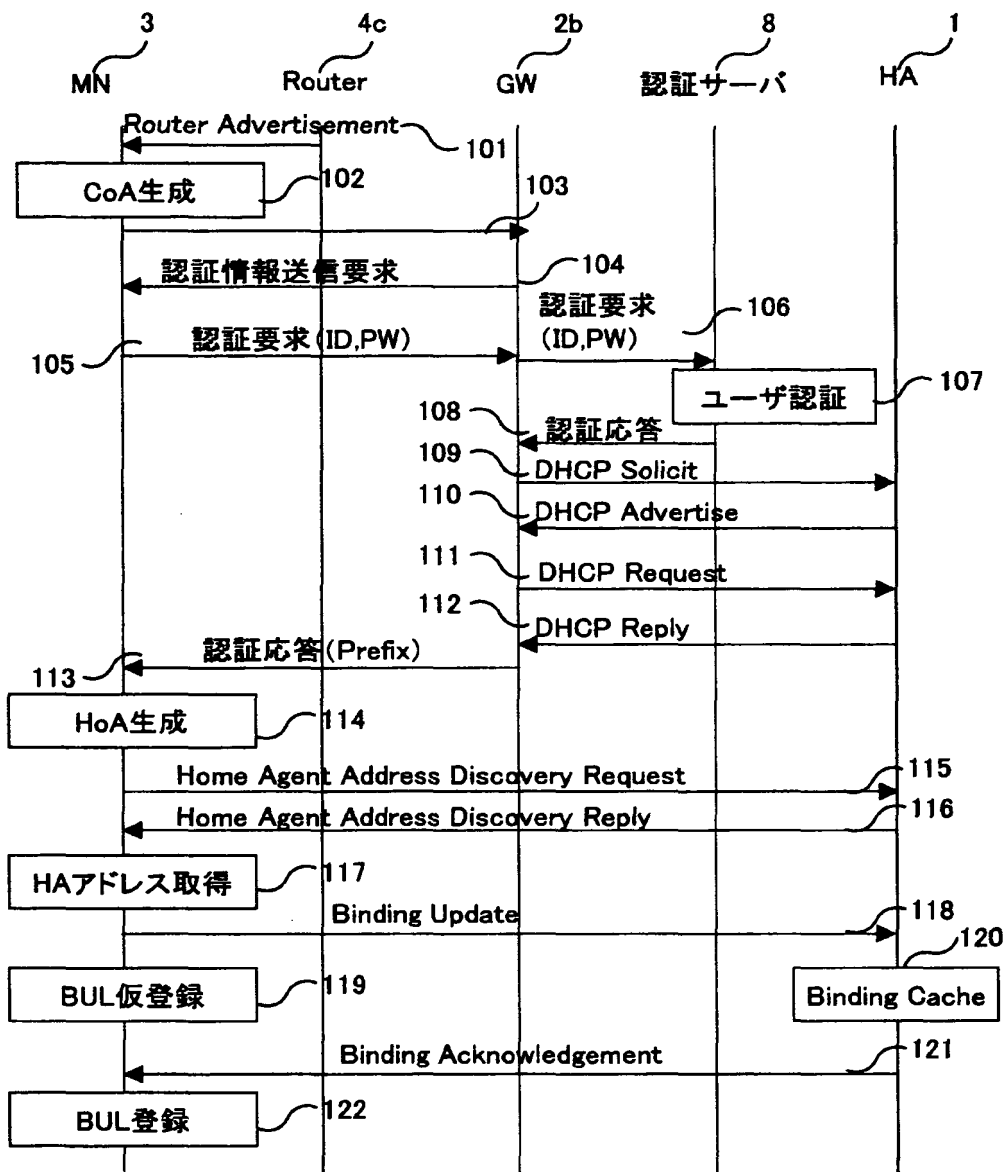 3 4c 2b 8 1
MN Router GW 認証サーバ HA
Router Advertisement
101
CoA生成
102
103
認証情報送信要求
104
認証要求
(ID,PW)
106
105
認証要求(ID,PW)
ユーザ認証
107
108
認証応答
109
DHCP Solicit
110
DHCP Advertise
111
DHCP Request
112
DHCP Reply
認証応答(Prefix)
113
HoA生成
114
Home Agent Address Discovery Request
115
Home Agent Address Discovery Reply
116
HAアドレス取得
117
Binding Update
118
120
BUL仮登録
119
Binding Cache
Binding Acknowledgement
121
BUL登録
122